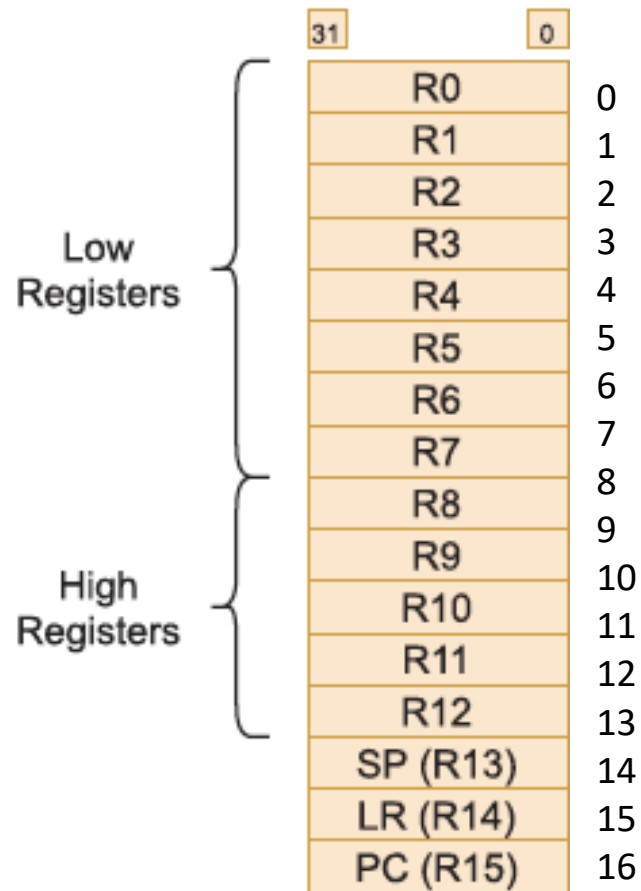 31 0
R0 0
R1 1
R2 2
R3 3
Low
Registers
R4 4
R5 5
R6 6
R7 7
R8 8
R9 9
High
Registers
R10 10
R11 11
R12 12
13
SP (R13) 14
LR (R14) 15
PC (R15) 16